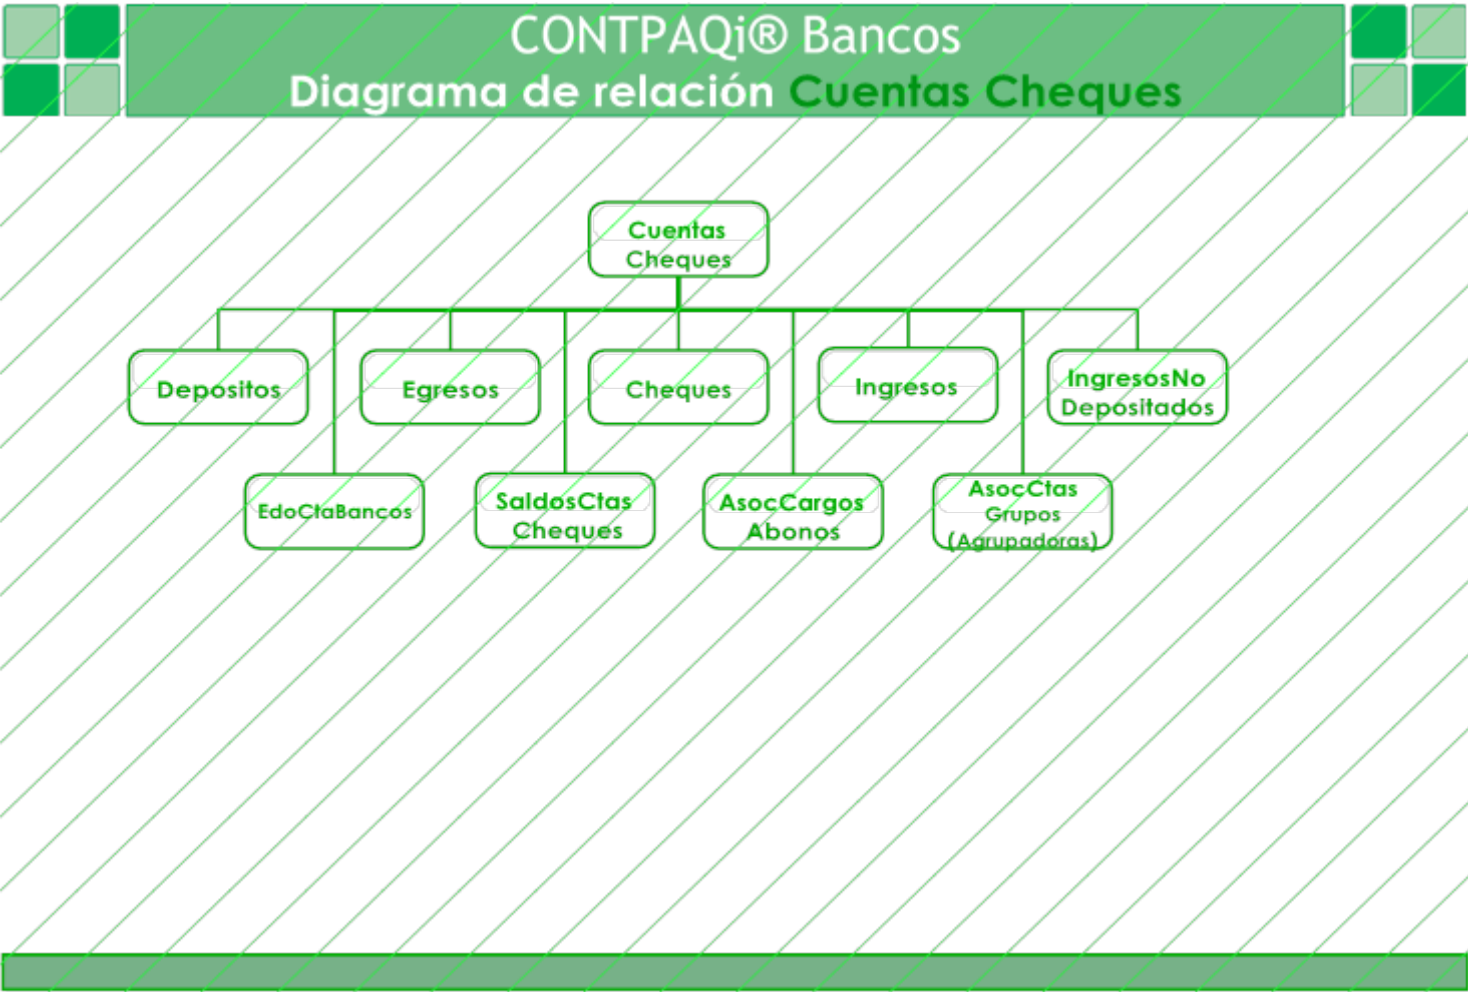 CONTPAQi® Bancos
Diagrama de relación Cuentas Cheques
Cuentas
Cheques
Depositos
Egresos
Cheques
Ingresos
IngresosNo
Depositados
EdoCtaBancos
SaldosCtas
Cheques
AsocCargos
Abonos
AsocCtas
Grupos
(Agrupadoras)